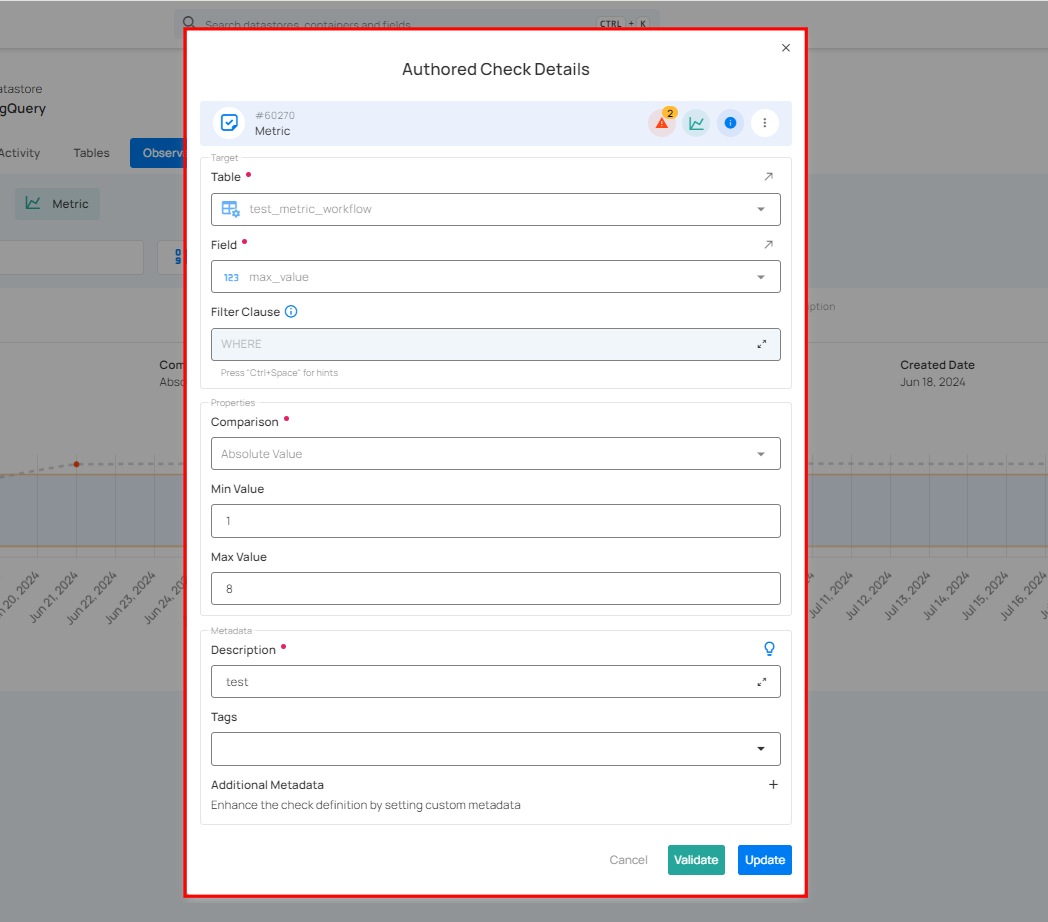 Search datastores, containers and fields
CTRL + K
atastore
gQuery
Activity
Tables
Observ
Metric
Com
Abso
ption
Created Date
Jun 18, 2024
n 20, 2024
Jun 21, 2024
Jun 22, 2024
Jun 23, 2024
Jun 24, 20
Jul 11, 2024
Jul 12, 2024
Jul 13, 2024
Jul 14, 2024
Jul 15, 2024
Jul 16, 2024
Authored Check Details
#60270
Metric
2
Target
Table
test_metric_workflow
Field
123 max_value
Filter Clause
WHERE
Press "Ctrl+Space" for hints
Properties
Comparison
Absolute Value
Min Value
1
Max Value
8
Metadata
Description
test
Tags
Additional Metadata
Enhance the check definition by setting custom metadata
Cancel
Validate
Update